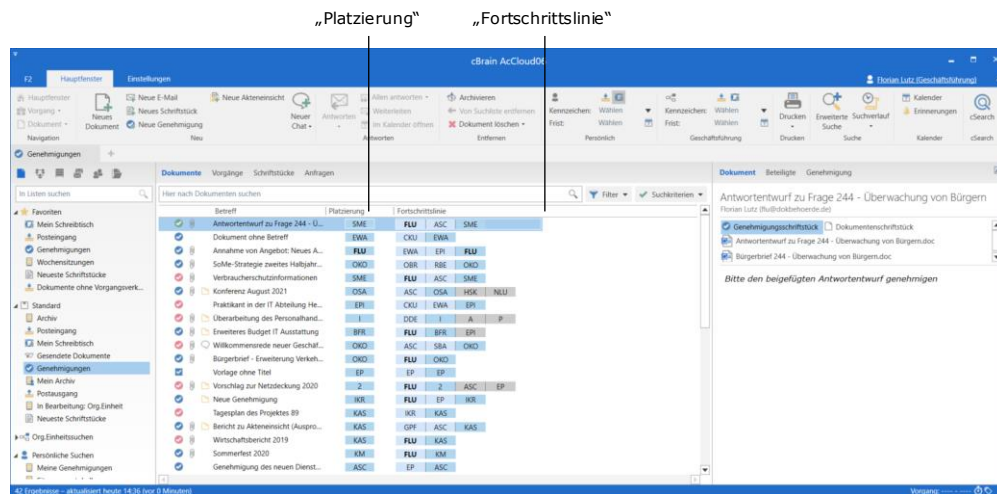 „Platzierung“ „Fortschrittslinie“
cBrain AcCloud06
F2 Hauptfenster Einstellungen Florian Lutz (Geschäftsführung)
Hauptfenster
Vorgang
Dokument
Navigation
Neues Dokument
Neue E-Mail
Neues Schriftstück
Neue Genehmigung
Neue Akteneinsicht
Neuer Chat
Neu
Antworten
Allen antworten
Weiterleiten
Im Kalender öffnen
Antworten
Archivieren
Von Suchliste entfernen
Dokument löschen
Entfernen
Kennzeichen: Wählen
Frist: Wählen
Persönlich
Kennzeichen: Wählen
Frist: Wählen
Geschäftsführung
Drucken
Drucken
Erweiterte Suche
Suchverlauf
Suche
Kalender
Erinnerungen
Kalender
cSearch
cSearch
Genehmigungen
In Listen suchen
Favoriten
Mein Schreibtisch
Posteingang
Genehmigungen
Wochensitzungen
Neueste Schriftstücke
Dokumente ohne Vorgangsverk...
Standard
Archiv
Posteingang
Mein Schreibtisch
Gesendete Dokumente
Genehmigungen
Mein Archiv
Postausgang
In Bearbeitung: Org.Einheit
Neueste Schriftstücke
Org.Einheitssuchen
Persönliche Suchen
Meine Genehmigungen
Dokumente Vorgänge Schriftstücke Anfragen
Hier nach Dokumenten suchen Filter Suchkriterien
Betreff Platzierung Fortschrittslinie
Antwortentwurf zu Frage 244 - Ü... SME FLU ASC SME
Dokument ohne Betreff EWA CKU EWA
Annahme von Angebot: Neues A... FLU EWA EPI FLU
SoMe-Strategie zweites Halbjahr... OKO OBR RBE OKO
Verbraucherschutzinformationen SME FLU ASC SME
Konferenz August 2021 OSA ASC OSA HSK NLU
Praktikant in der IT Abteilung He... EPI CKU EWA EPI
Überarbeitung des Personalhand... I DDE I A P
Erweiteres Budget IT Ausstattung BFR FLU BFR EPI
Willkommensrede neuer Geschäf... OKO ASC SBA OKO
Bürgerbrief - Erweiterung Verkeh... OKO FLU OKO
Vorlage ohne Titel EP EP EP
Vorschlag zur Netzdeckung 2020 2 FLU 2 ASC EP
Neue Genehmigung IKR FLU EP IKR
Tagesplan des Projektes 89 KAS IKR KAS
Bericht zu Akteneinsicht (Auspro... KAS GPF ASC KAS
Wirtschaftsbericht 2019 KAS FLU KAS
Sommerfest 2020 KM FLU KM
Genehmigung des neuen Dienst... ASC EP ASC
Dokument Beteiligte Genehmigung
Antwortentwurf zu Frage 244 - Überwachung von Bürgern
Florian Lutz (flu@dokbehoerde.de)
Genehmigungsschriftstück Dokumentenschriftstück
Antwortentwurf zu Frage 244 - Überwachung von Bürgern.doc
Bürgerbrief 244 - Überwachung von Bürgern.doc
Bitte den beigefügten Antwortentwurf genehmigen
42 Ergebnisse – aktualisiert heute 14:36 (vor 0 Minuten) Vorgang: ---- - ----